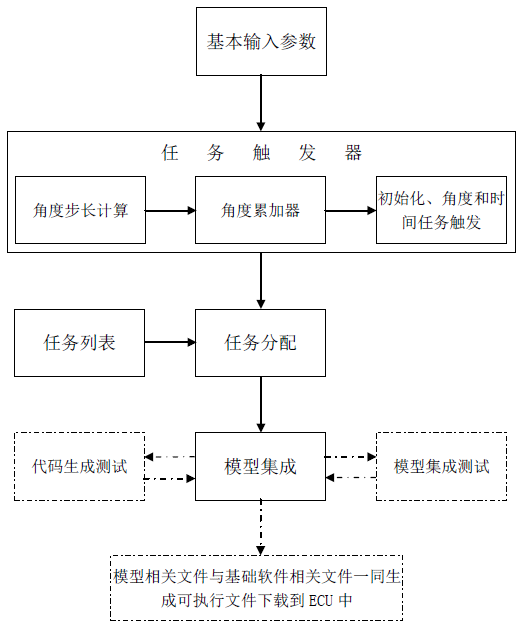 基本输入参数
任务触发器
角度步长计算
角度累加器
初始化、角度和时
间任务触发
任务列表
任务分配
代码生成测试
模型集成
模型集成测试
模型相关文件与基础软件相关文件一同生
成可执行文件下载到ECU中